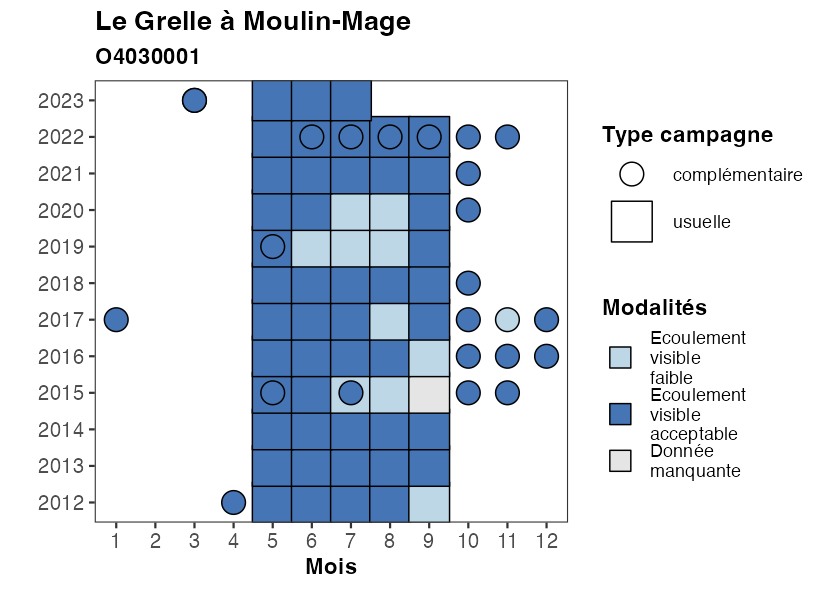 Le Grelle à Moulin-Mage
O4030001
2023
2022
2021
2020
2019
2018
2017
2016
2015
2014
2013
2012
1 2 3 4 5 6 7 8 9 10 11 12
Mois
Type campagne
complémentaire
usuelle
Modalités
Ecoulement
visible
faible
Ecoulement
visible
acceptable
Donnée
manquante